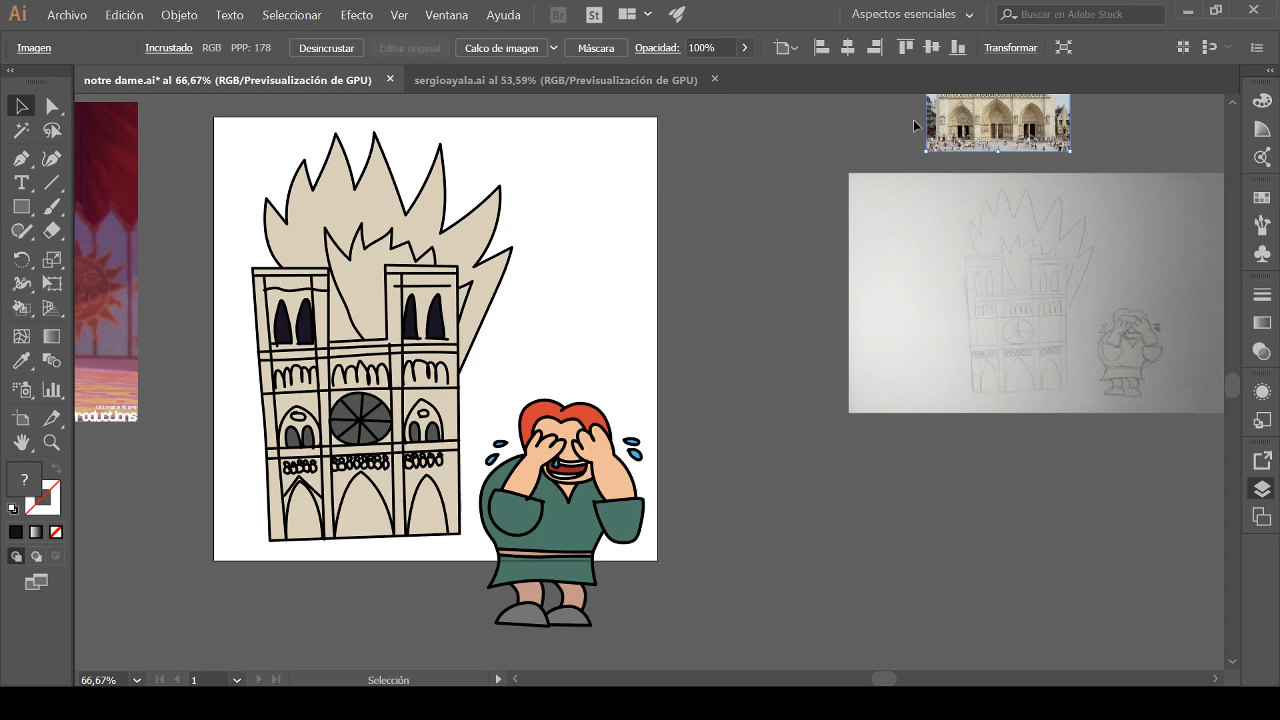 Ai Archivo Edición Objeto Texto Seleccionar Efecto Ver Ventana Ayuda Br St Aspectos esenciales Buscar en Adobe Stock
Imagen Incrustado RGB PPP: 178 Desincrustar Editar original Calco de imagen Máscara Opacidad: 100% Transformar
notre dame.ai* al 66,67% (RGB/Previsualización de GPU) sergioayala.ai al 53,59% (RGB/Previsualización de GPU)
roductions
?
66,67% 1 Selección